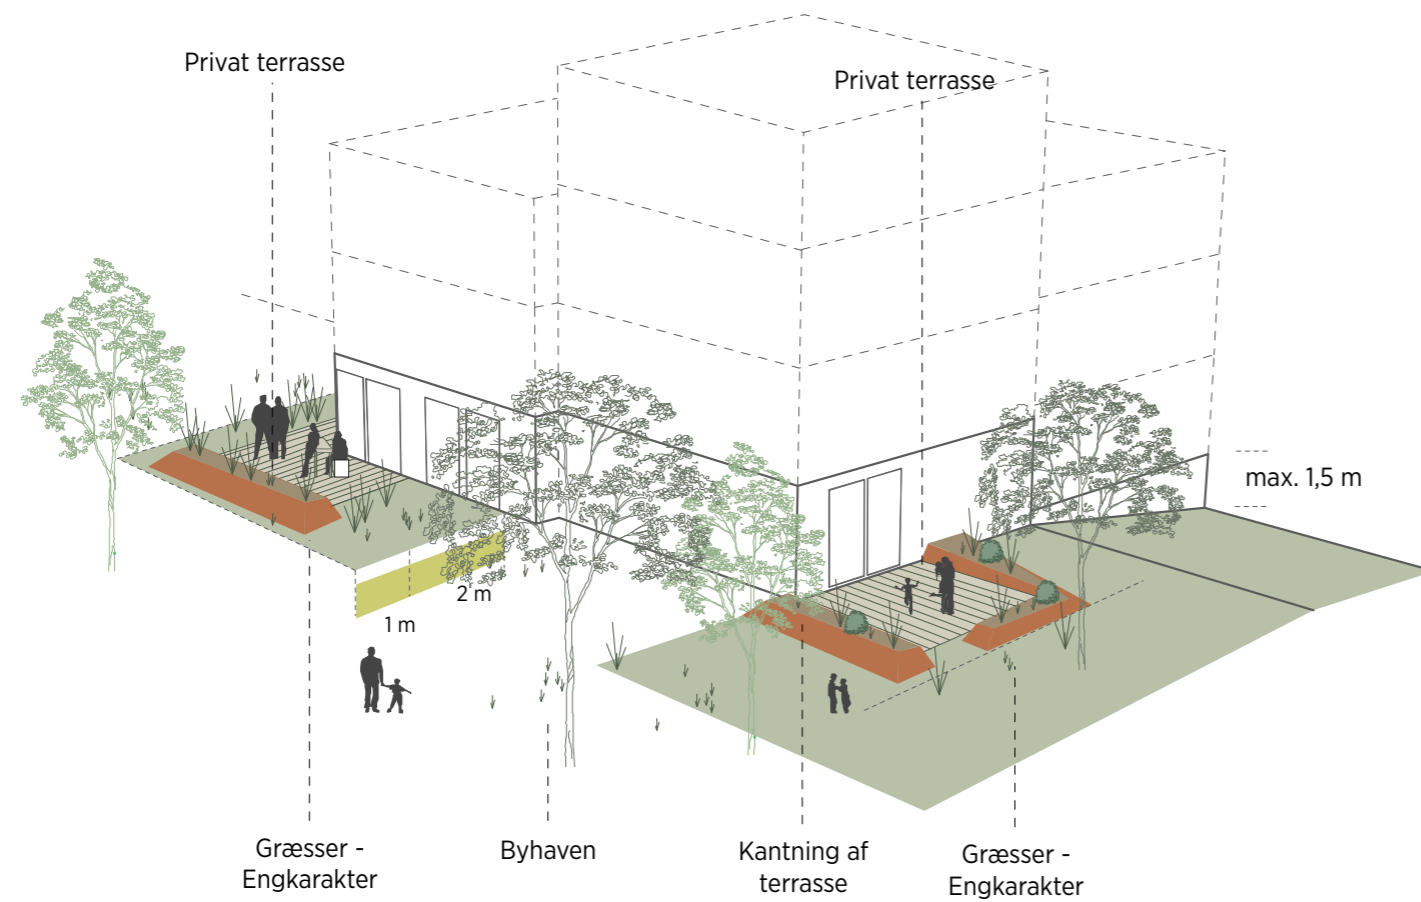 Privat terrasse
Privat terrasse
max. 1,5 m
2 m
1 m
Græsser -
Engkarakter
Byhaven
Kantning af
terrasse
Græsser -
Engkarakter